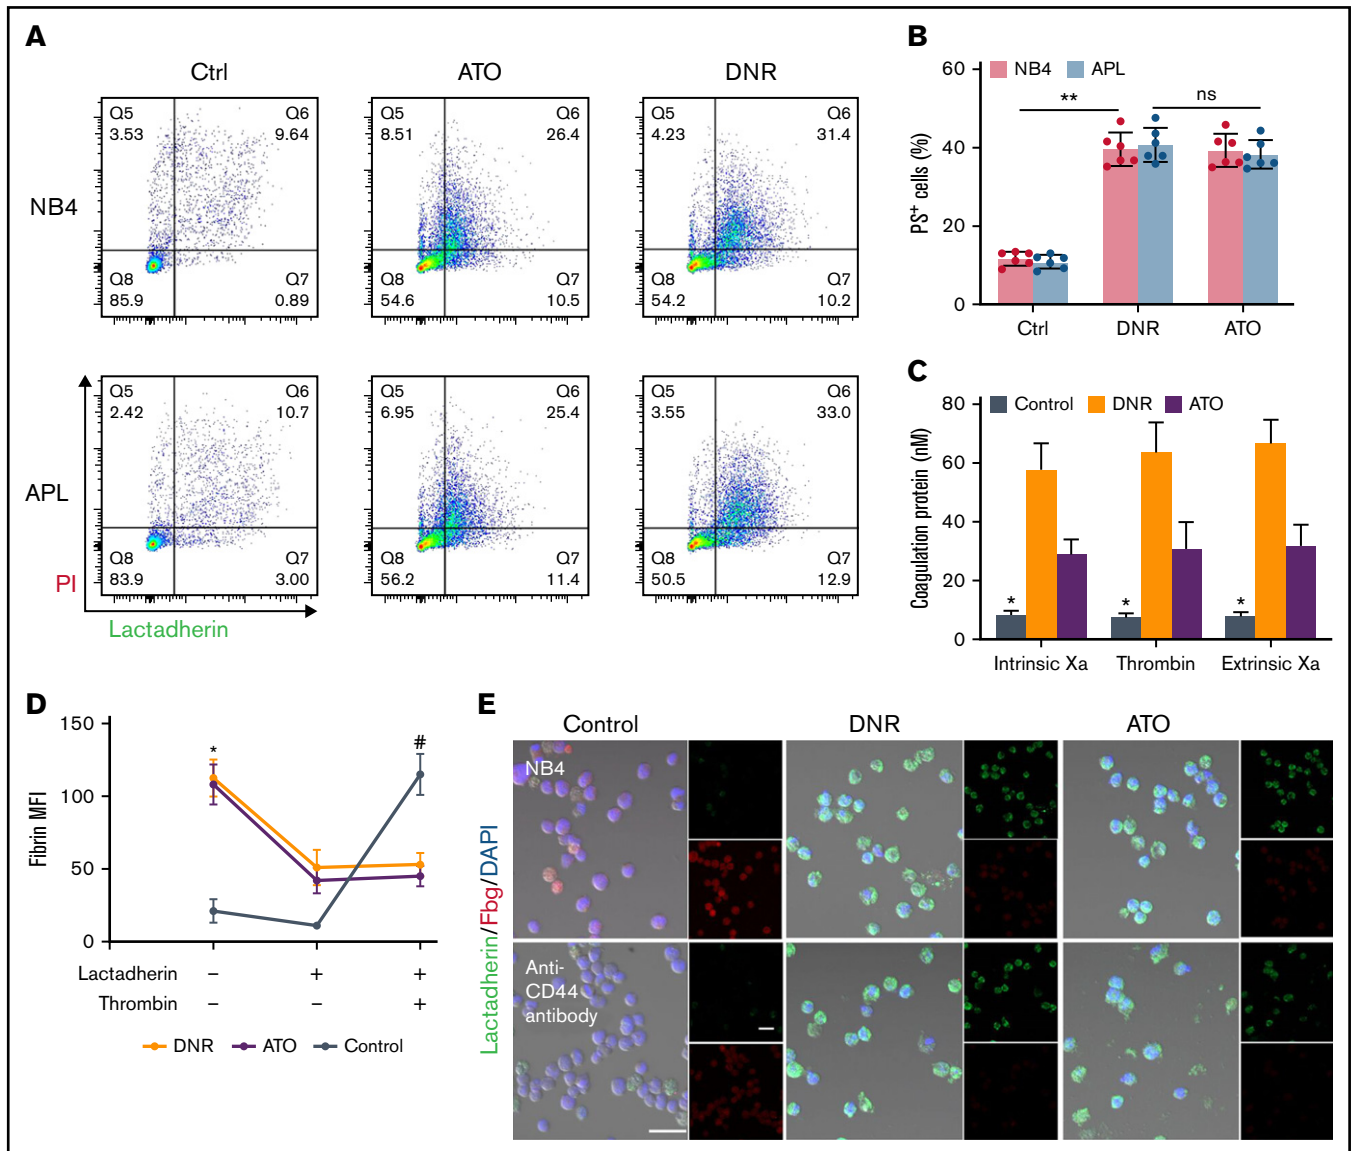 A
Ctrl
ATO
DNR
NB4
Q5
3.53
Q6
9.64
Q8
85.9
Q7
0.89
Q5
8.51
Q6
26.4
Q8
54.6
Q7
10.5
Q5
4.23
Q6
31.4
Q8
54.2
Q7
10.2
APL
Q5
2.42
Q6
10.7
Q8
83.9
Q7
3.00
Q5
6.95
Q6
25.4
Q8
56.2
Q7
11.4
Q5
3.55
Q6
33.0
Q8
50.5
Q7
12.9
PI
Lactadherin
B
NB4 APL
PS+ cells (%)
60
40
20
0
**
ns
Ctrl DNR ATO
C
Control DNR ATO
Coagulation protein (nM)
80
60
40
20
0
* * *
Intrinsic Xa Thrombin Extrinsic Xa
D
Fibrin MFI
150
100
50
0
*
#
Lactadherin − + +
Thrombin − − +
DNR ATO Control
E
Control DNR ATO
Lactadherin/Fbg/DAPI
NB4
Anti-
CD44
antibody